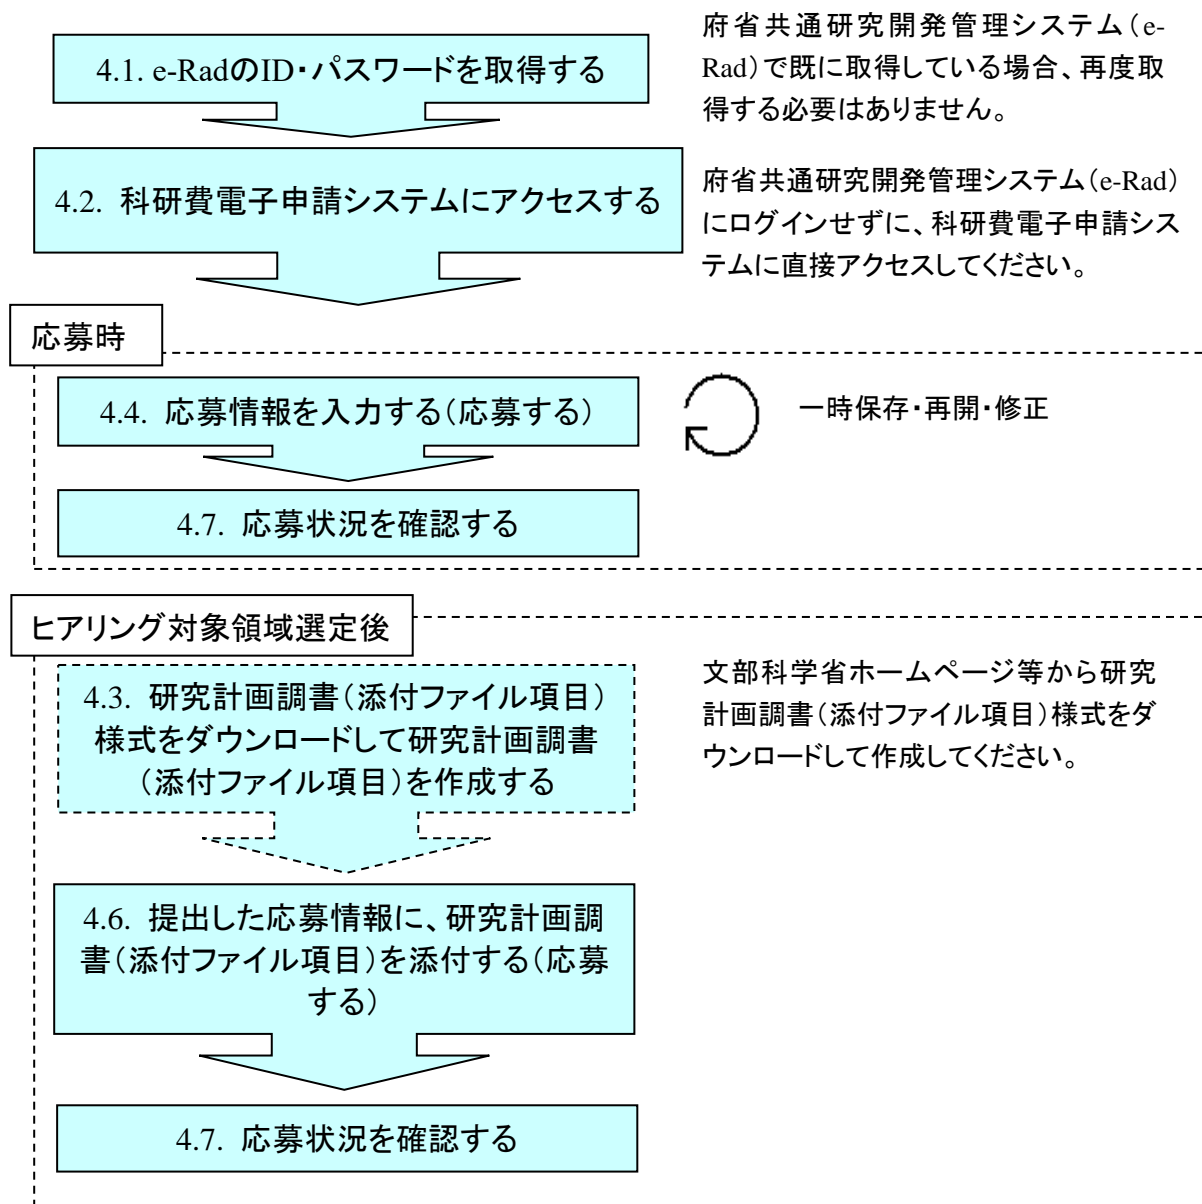 4.1. e-RadのID・パスワードを取得する
府省共通研究開発管理システム（e-
Rad）で既に取得している場合、再度取
得する必要はありません。
4.2. 科研費電子申請システムにアクセスする
府省共通研究開発管理システム（e-Rad）
にログインせずに、科研費電子申請シス
テムに直接アクセスしてください。
応募時
4.4. 応募情報を入力する（応募する）
一時保存・再開・修正
4.7. 応募状況を確認する
ヒアリング対象領域選定後
4.3. 研究計画調書（添付ファイル項目）
様式をダウンロードして研究計画調書
（添付ファイル項目）を作成する
文部科学省ホームページ等から研究
計画調書（添付ファイル項目）様式をダ
ウンロードして作成してください。
4.6. 提出した応募情報に、研究計画調
書（添付ファイル項目）を添付する（応募
する）
4.7. 応募状況を確認する